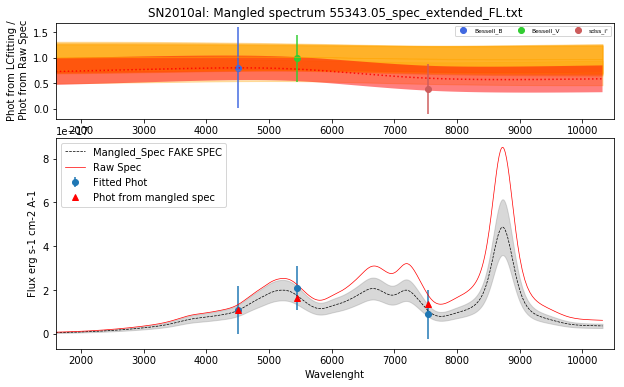 SN2010al: Mangled spectrum 55343.05_spec_extended_FL.txt
Phot from LCfitting /
Phot from Raw Spec
1.5
1.0
0.5
0.0
Bessell_B
Bessell_V
sdss_i'
2000 3000 4000 5000 6000 7000 8000 9000 10000
1e−17
Flux erg s-1 cm-2 A-1
8
6
4
2
0
Mangled_Spec FAKE SPEC
Raw Spec
Fitted Phot
Phot from mangled spec
2000 3000 4000 5000 6000 7000 8000 9000 10000
Wavelenght